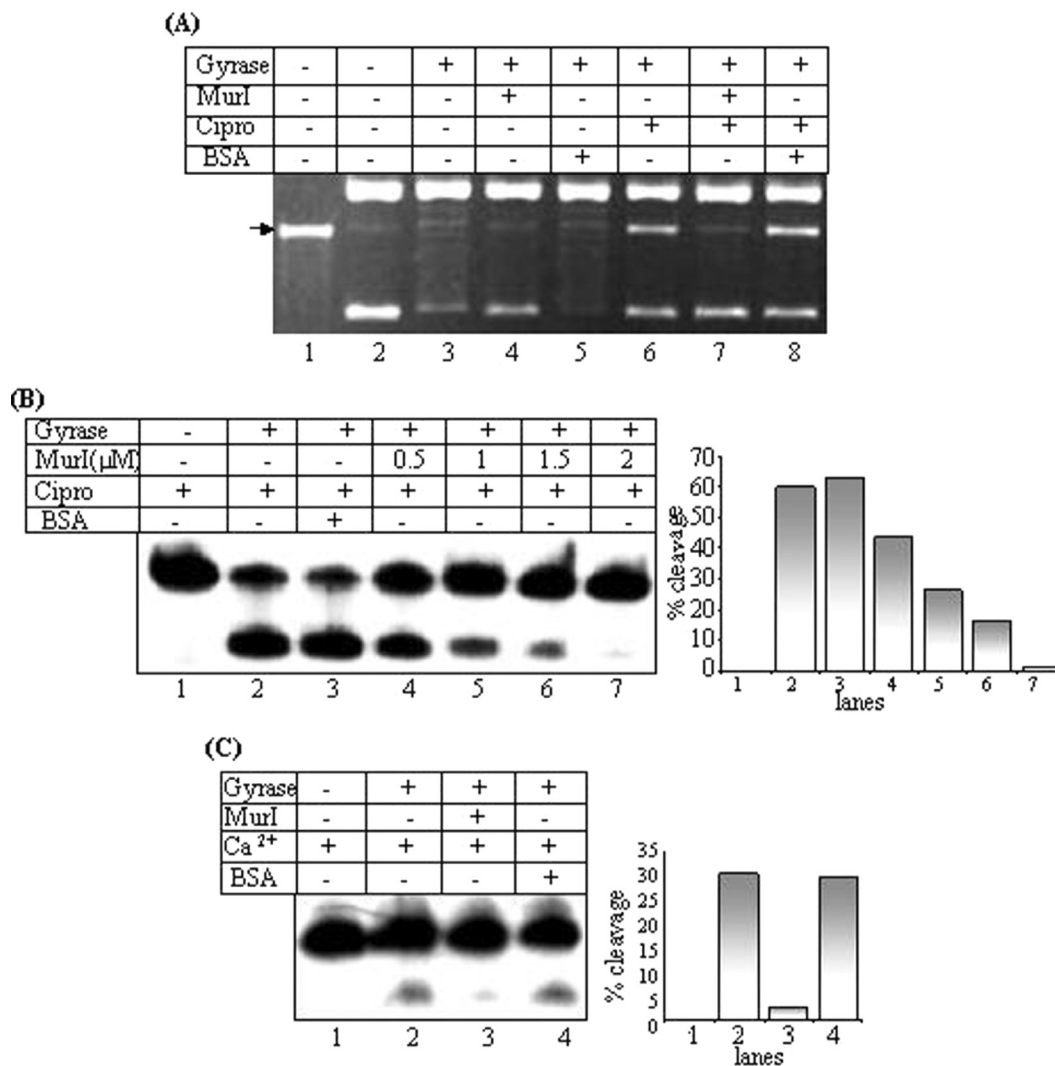 (A)
Gyrase - - + + + + + +
MurI - - - + - - + -
Cipro - - - - - + + +
BSA - - - - + - - +
1 2 3 4 5 6 7 8
(B)
Gyrase - + + + + + +
MurI(µM) - - - 0.5 1 1.5 2
Cipro + + + + + + +
BSA - - + - - - -
1 2 3 4 5 6 7
% cleavage
70
60
50
40
30
20
10
0
1 2 3 4 5 6 7
lanes
(C)
Gyrase - + + +
MurI - - + -
Ca 2+ + + + +
BSA - - - +
1 2 3 4
% cleavage
35
30
25
20
15
10
5
0
1 2 3 4
lanes